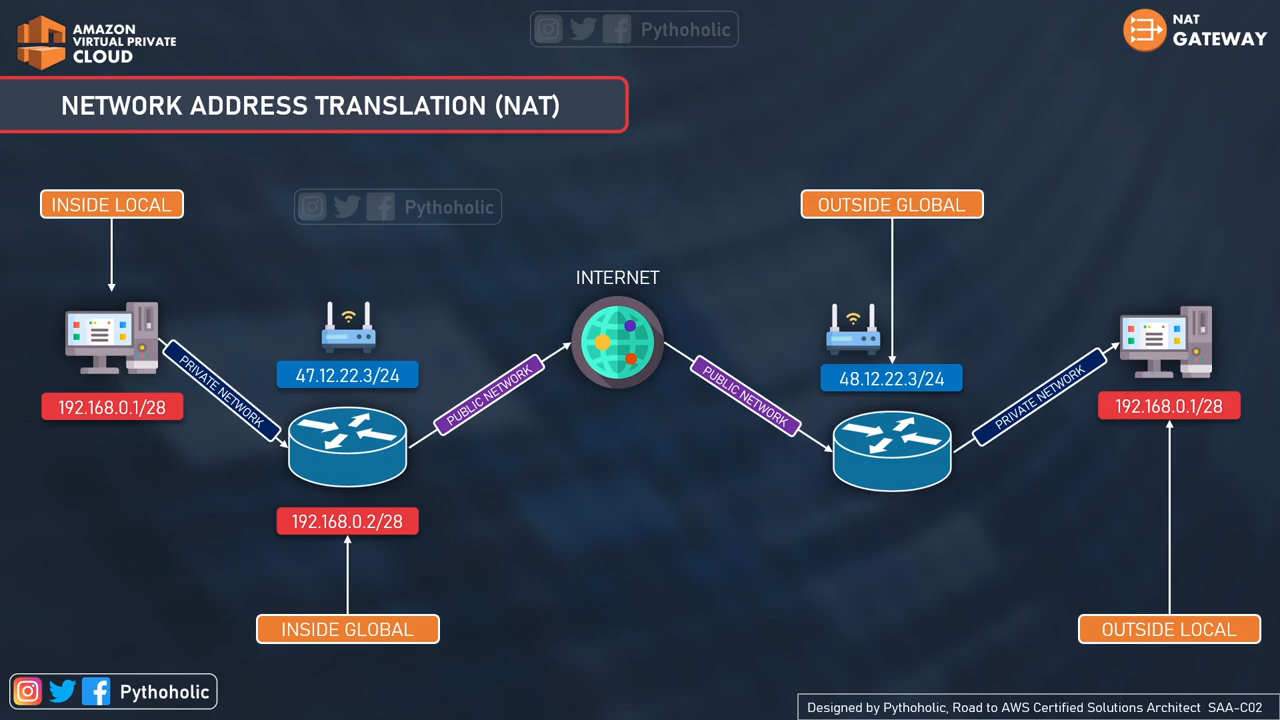 AMAZON
VIRTUAL PRIVATE
CLOUD
Pythoholic
NAT
GATEWAY
NETWORK ADDRESS TRANSLATION (NAT)
INSIDE LOCAL
Pythoholic
OUTSIDE GLOBAL
INTERNET
192.168.0.1/28
PRIVATE NETWORK
47.12.22.3/24
PUBLIC NETWORK
PUBLIC NETWORK
48.12.22.3/24
PRIVATE NETWORK
192.168.0.1/28
192.168.0.2/28
INSIDE GLOBAL
OUTSIDE LOCAL
Pythoholic
Designed by Pythoholic, Road to AWS Certified Solutions Architect SAA-C02